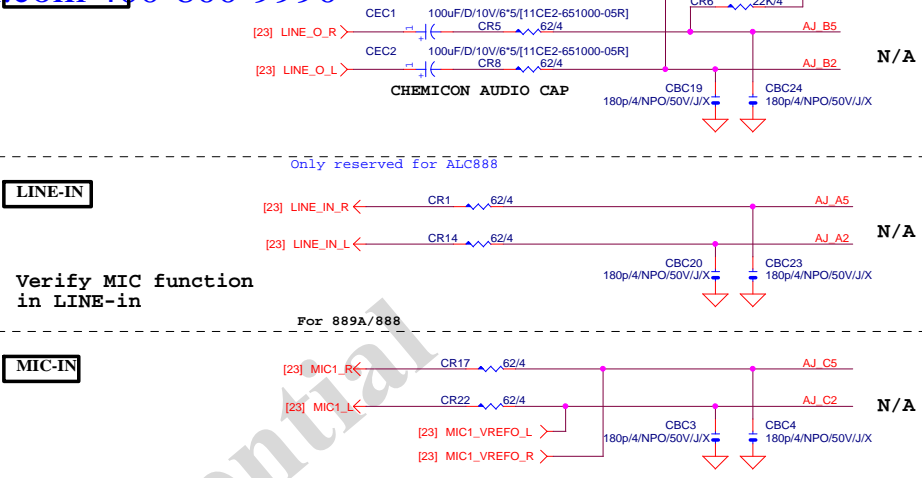 CR6 22K/4
CEC1 100uF/D/10V/6*5/[11CE2-651000-05R]
[23] LINE_O_R 1 + CR5 62/4 AJ_B5
N/A
CEC2 100uF/D/10V/6*5/[11CE2-651000-05R]
[23] LINE_O_L 1 + CR8 62/4 AJ_B2
CHEMICON AUDIO CAP
CBC19 CBC24
180p/4/NPO/50V/J/X 180p/4/NPO/50V/J/X
Only reserved for ALC888
LINE-IN
[23] LINE_IN_R CR1 62/4 AJ_A5
N/A
[23] LINE_IN_L CR14 62/4 AJ_A2
CBC20 CBC23
180p/4/NPO/50V/J/X 180p/4/NPO/50V/J/X
Verify MIC function
in LINE-in
For 889A/888
MIC-IN
[23] MIC1_R CR17 62/4 AJ_C5
[23] MIC1_L CR22 62/4 AJ_C2
N/A
[23] MIC1_VREFO_L
CBC3 CBC4
180p/4/NPO/50V/J/X 180p/4/NPO/50V/J/X
[23] MIC1_VREFO_R
ential